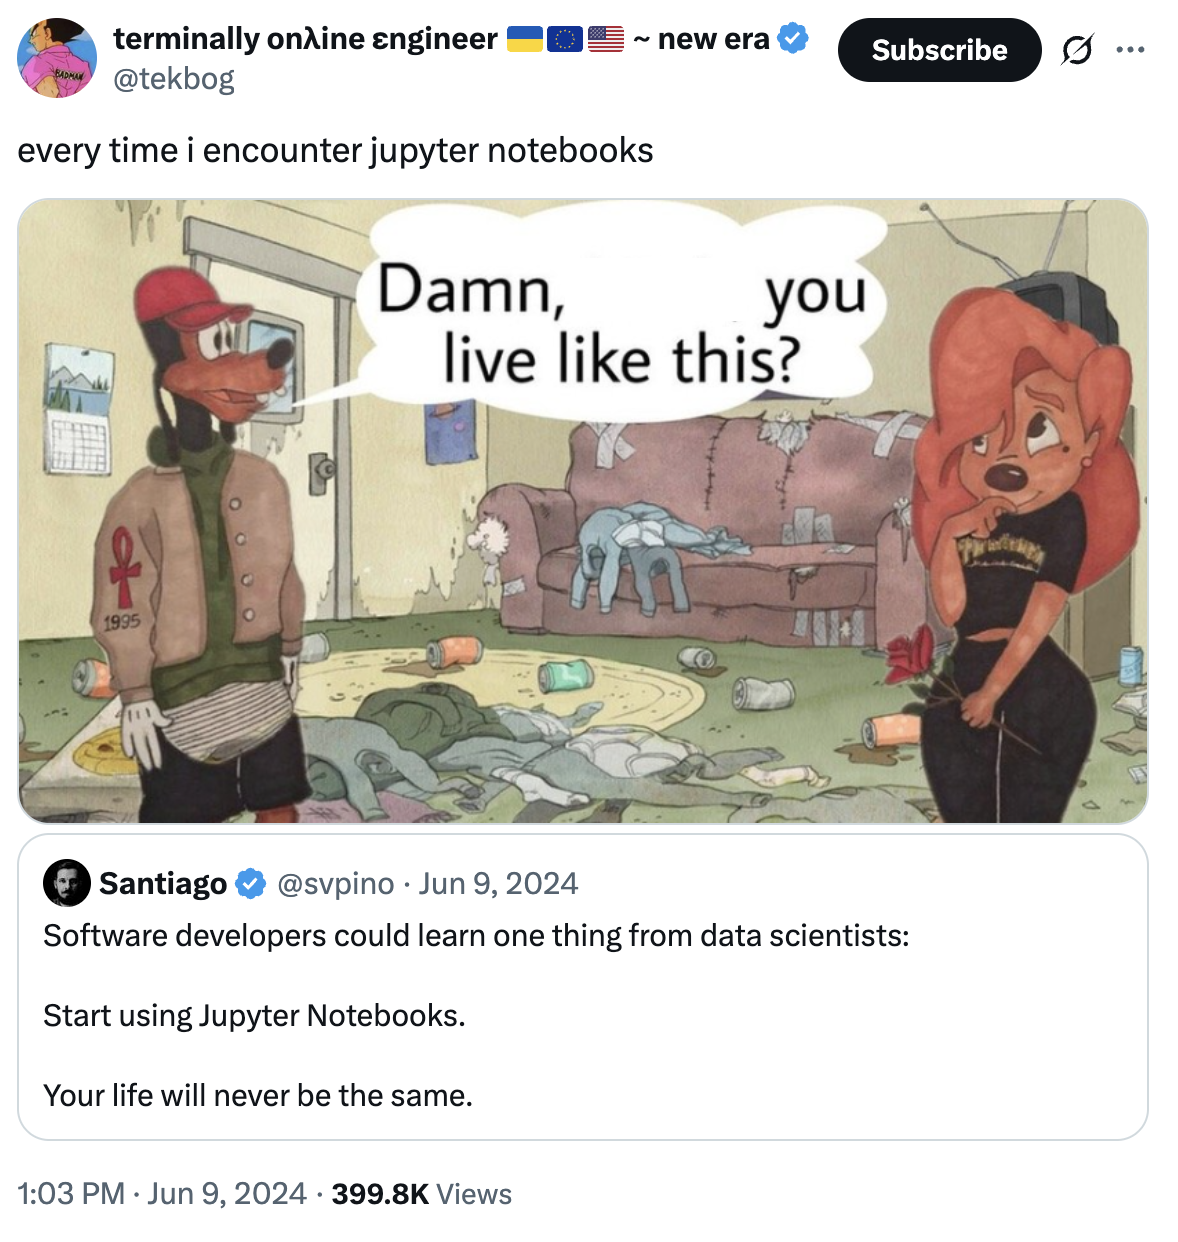 terminally onλine εngineer 🇺🇦🇪🇺🇺🇸 ~ new era
Subscribe
@tekbog
every time i encounter jupyter notebooks
Damn, you
live like this?
1995
Santiago @svpino · Jun 9, 2024
Software developers could learn one thing from data scientists:
Start using Jupyter Notebooks.
Your life will never be the same.
1:03 PM · Jun 9, 2024 · 399.8K Views